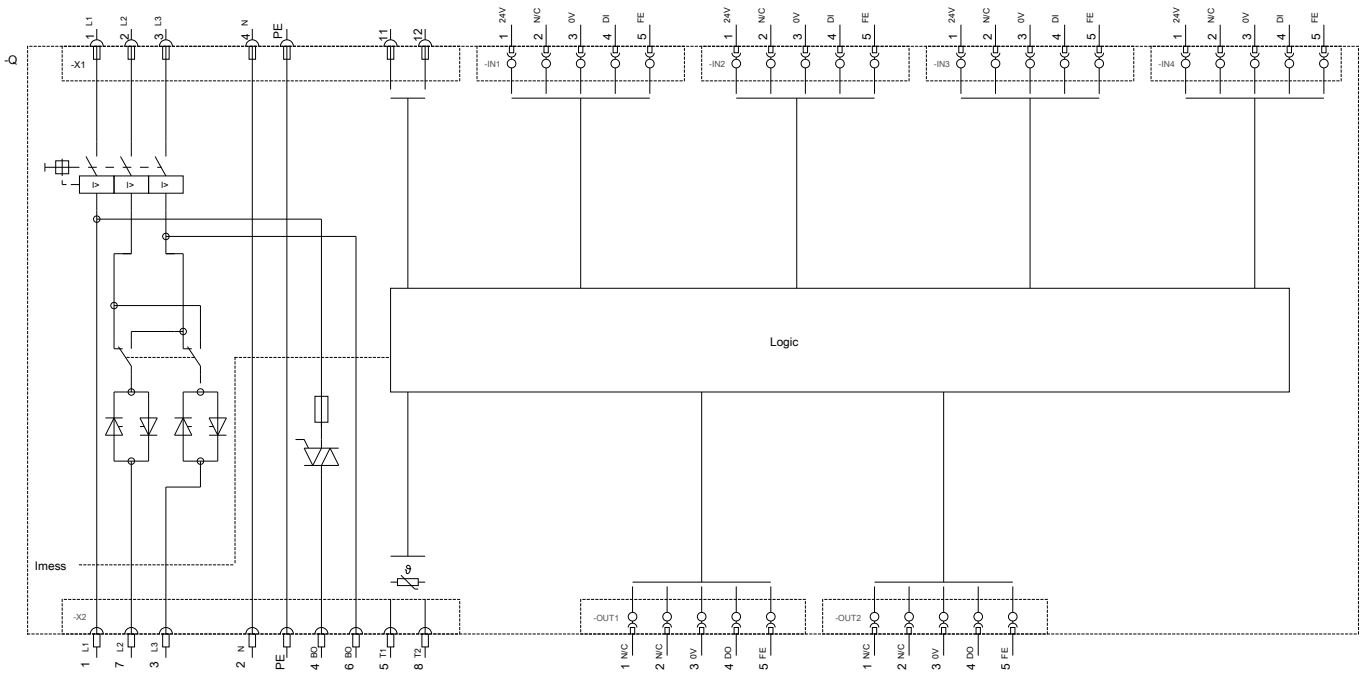 -Q
1 L1
2 L2
3 L3
4 N
PE
11
12
-X1
1 24V
2 N/C
3 0V
4 DI
5 FE
-IN1
1 24V
2 N/C
3 0V
4 DI
5 FE
-IN2
1 24V
2 N/C
3 0V
4 DI
5 FE
-IN3
1 24V
2 N/C
3 0V
4 DI
5 FE
-IN4
I> I> I>
Logic
Imess
ϑ
-X2
1 L1
7 L2
3 L3
2 N
PE
4 BO
6 BO
5 T1
8 T2
-OUT1
1 N/C
2 N/C
3 0V
4 DO
5 FE
-OUT2
1 N/C
2 N/C
3 0V
4 DO
5 FE